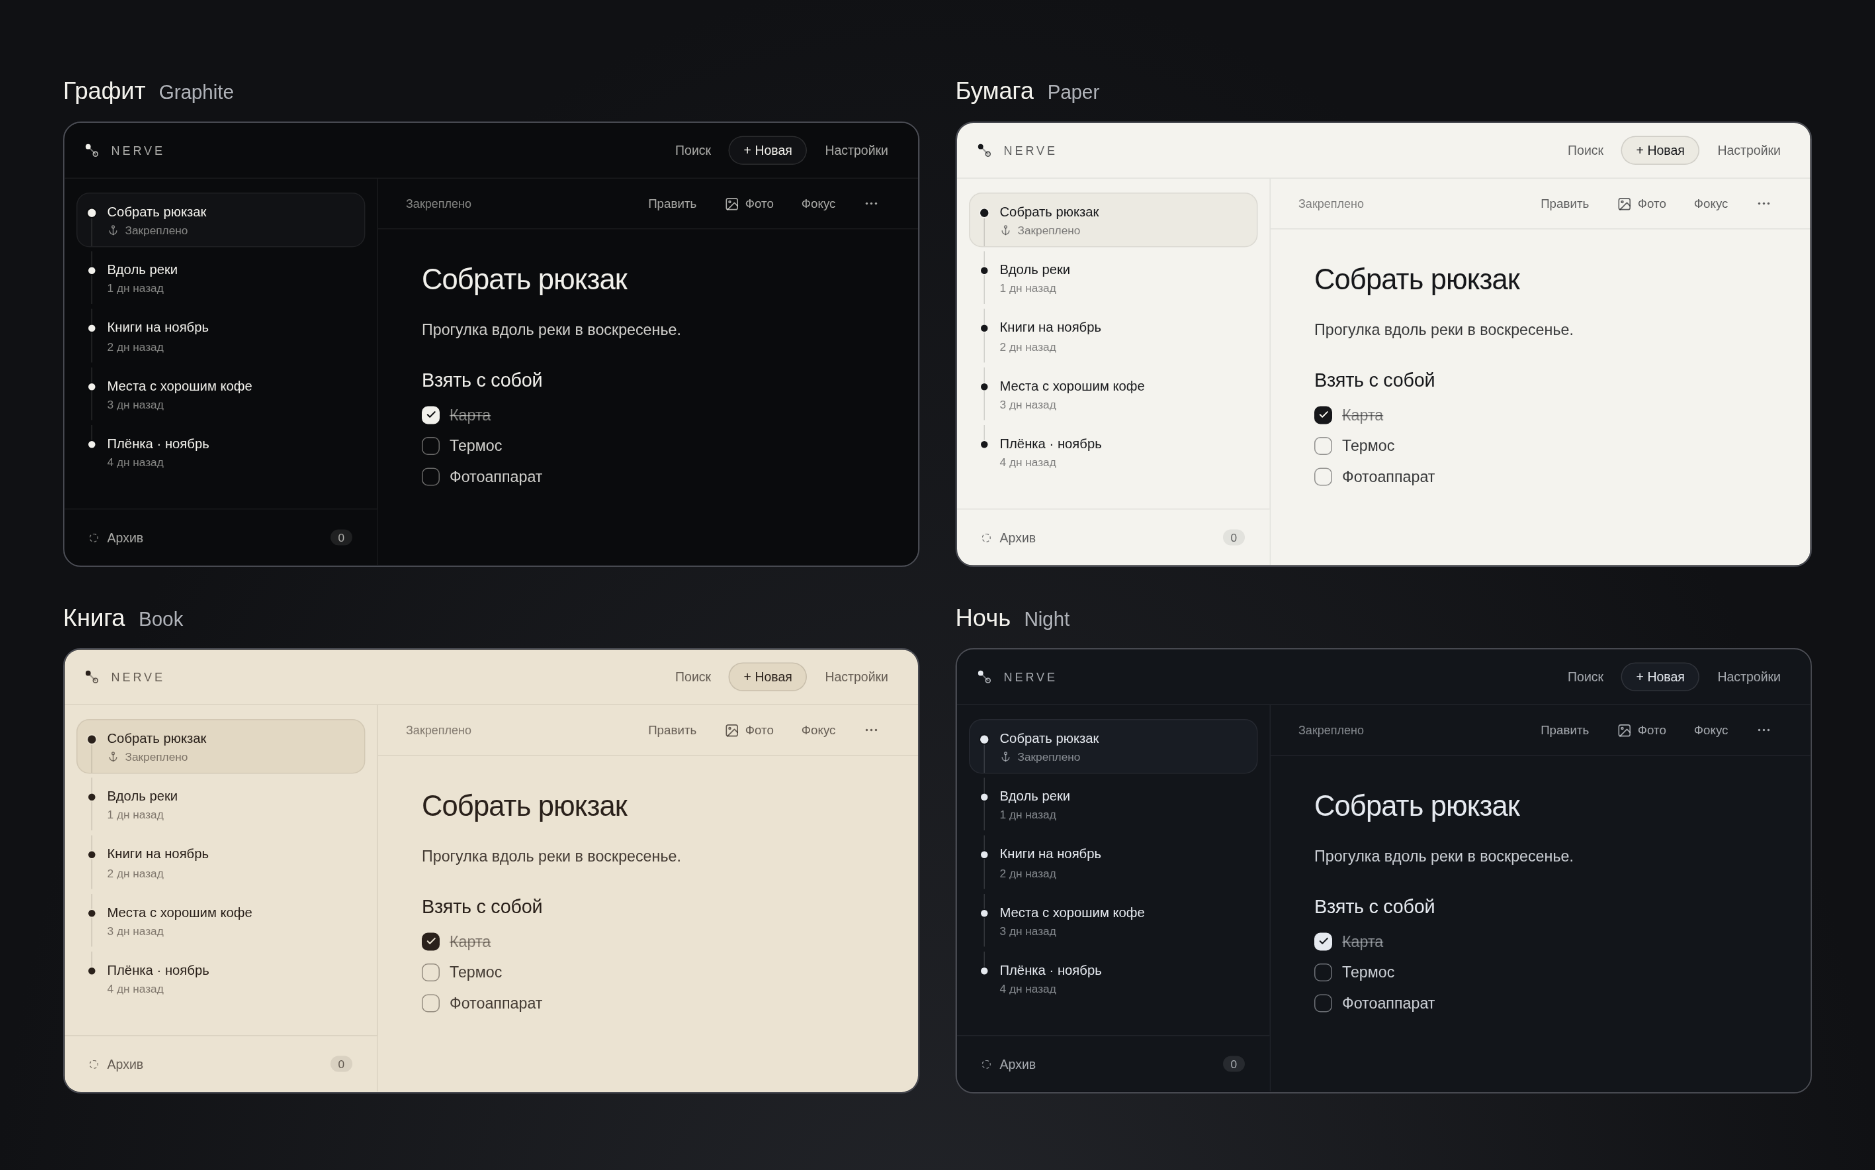 Графит Graphite
NERVE
Поиск + Новая Настройки
Собрать рюкзак
Закреплено
Вдоль реки
1 дн назад
Книги на ноябрь
2 дн назад
Места с хорошим кофе
3 дн назад
Плёнка · ноябрь
4 дн назад
Архив 0
Закреплено Править Фото Фокус ···
Собрать рюкзак
Прогулка вдоль реки в воскресенье.
Взять с собой
Карта
Термос
Фотоаппарат
Бумага Paper
NERVE
Поиск + Новая Настройки
Собрать рюкзак
Закреплено
Вдоль реки
1 дн назад
Книги на ноябрь
2 дн назад
Места с хорошим кофе
3 дн назад
Плёнка · ноябрь
4 дн назад
Архив 0
Закреплено Править Фото Фокус ···
Собрать рюкзак
Прогулка вдоль реки в воскресенье.
Взять с собой
Карта
Термос
Фотоаппарат
Книга Book
NERVE
Поиск + Новая Настройки
Собрать рюкзак
Закреплено
Вдоль реки
1 дн назад
Книги на ноябрь
2 дн назад
Места с хорошим кофе
3 дн назад
Плёнка · ноябрь
4 дн назад
Архив 0
Закреплено Править Фото Фокус ···
Собрать рюкзак
Прогулка вдоль реки в воскресенье.
Взять с собой
Карта
Термос
Фотоаппарат
Ночь Night
NERVE
Поиск + Новая Настройки
Собрать рюкзак
Закреплено
Вдоль реки
1 дн назад
Книги на ноябрь
2 дн назад
Места с хорошим кофе
3 дн назад
Плёнка · ноябрь
4 дн назад
Архив 0
Закреплено Править Фото Фокус ···
Собрать рюкзак
Прогулка вдоль реки в воскресенье.
Взять с собой
Карта
Термос
Фотоаппарат